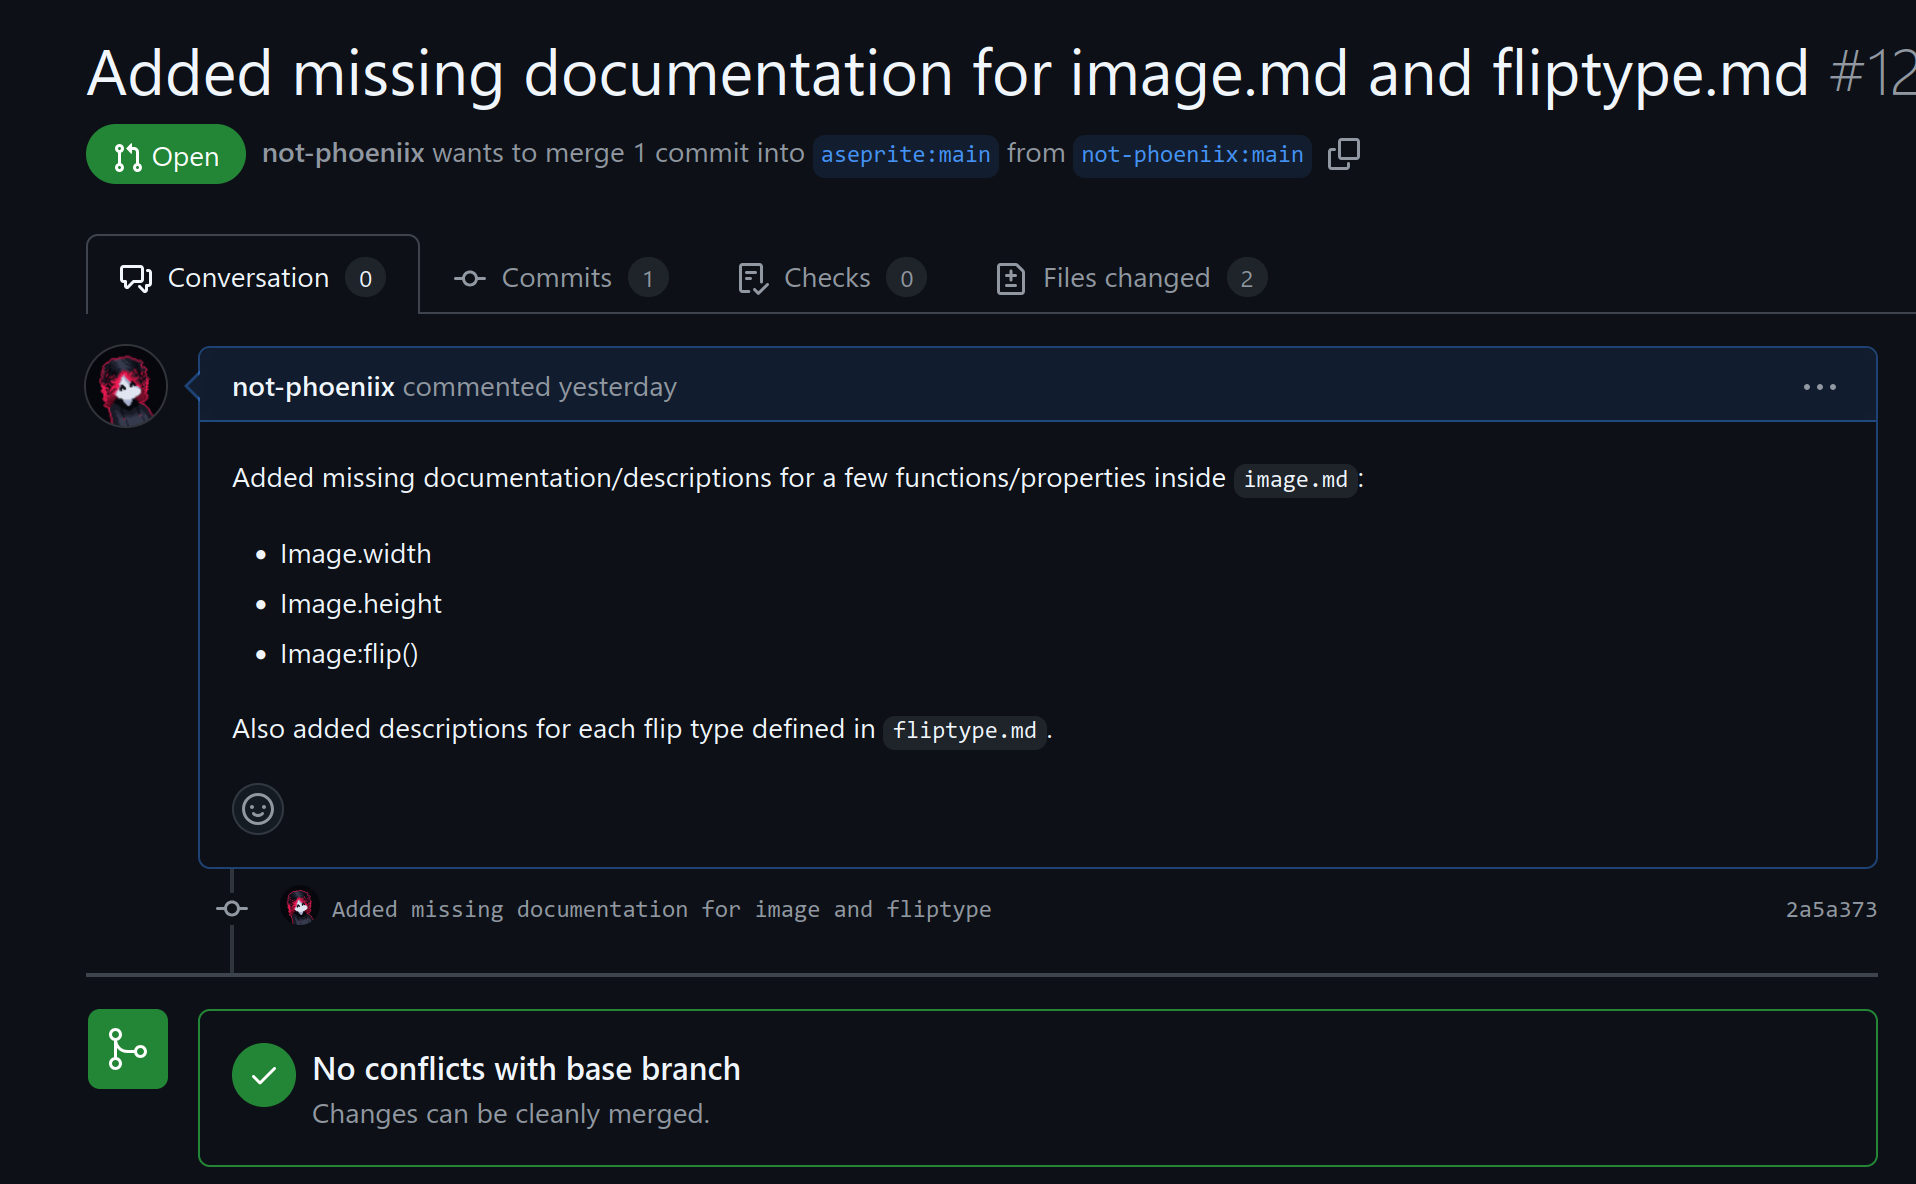 Added missing documentation for image.md and fliptype.md #12
Open not-phoeniix wants to merge 1 commit into aseprite:main from not-phoeniix:main
Conversation 0 Commits 1 Checks 0 Files changed 2
not-phoeniix commented yesterday
Added missing documentation/descriptions for a few functions/properties inside image.md:
• Image.width
• Image.height
• Image:flip()
Also added descriptions for each flip type defined in fliptype.md.
Added missing documentation for image and fliptype 2a5a373
No conflicts with base branch
Changes can be cleanly merged.